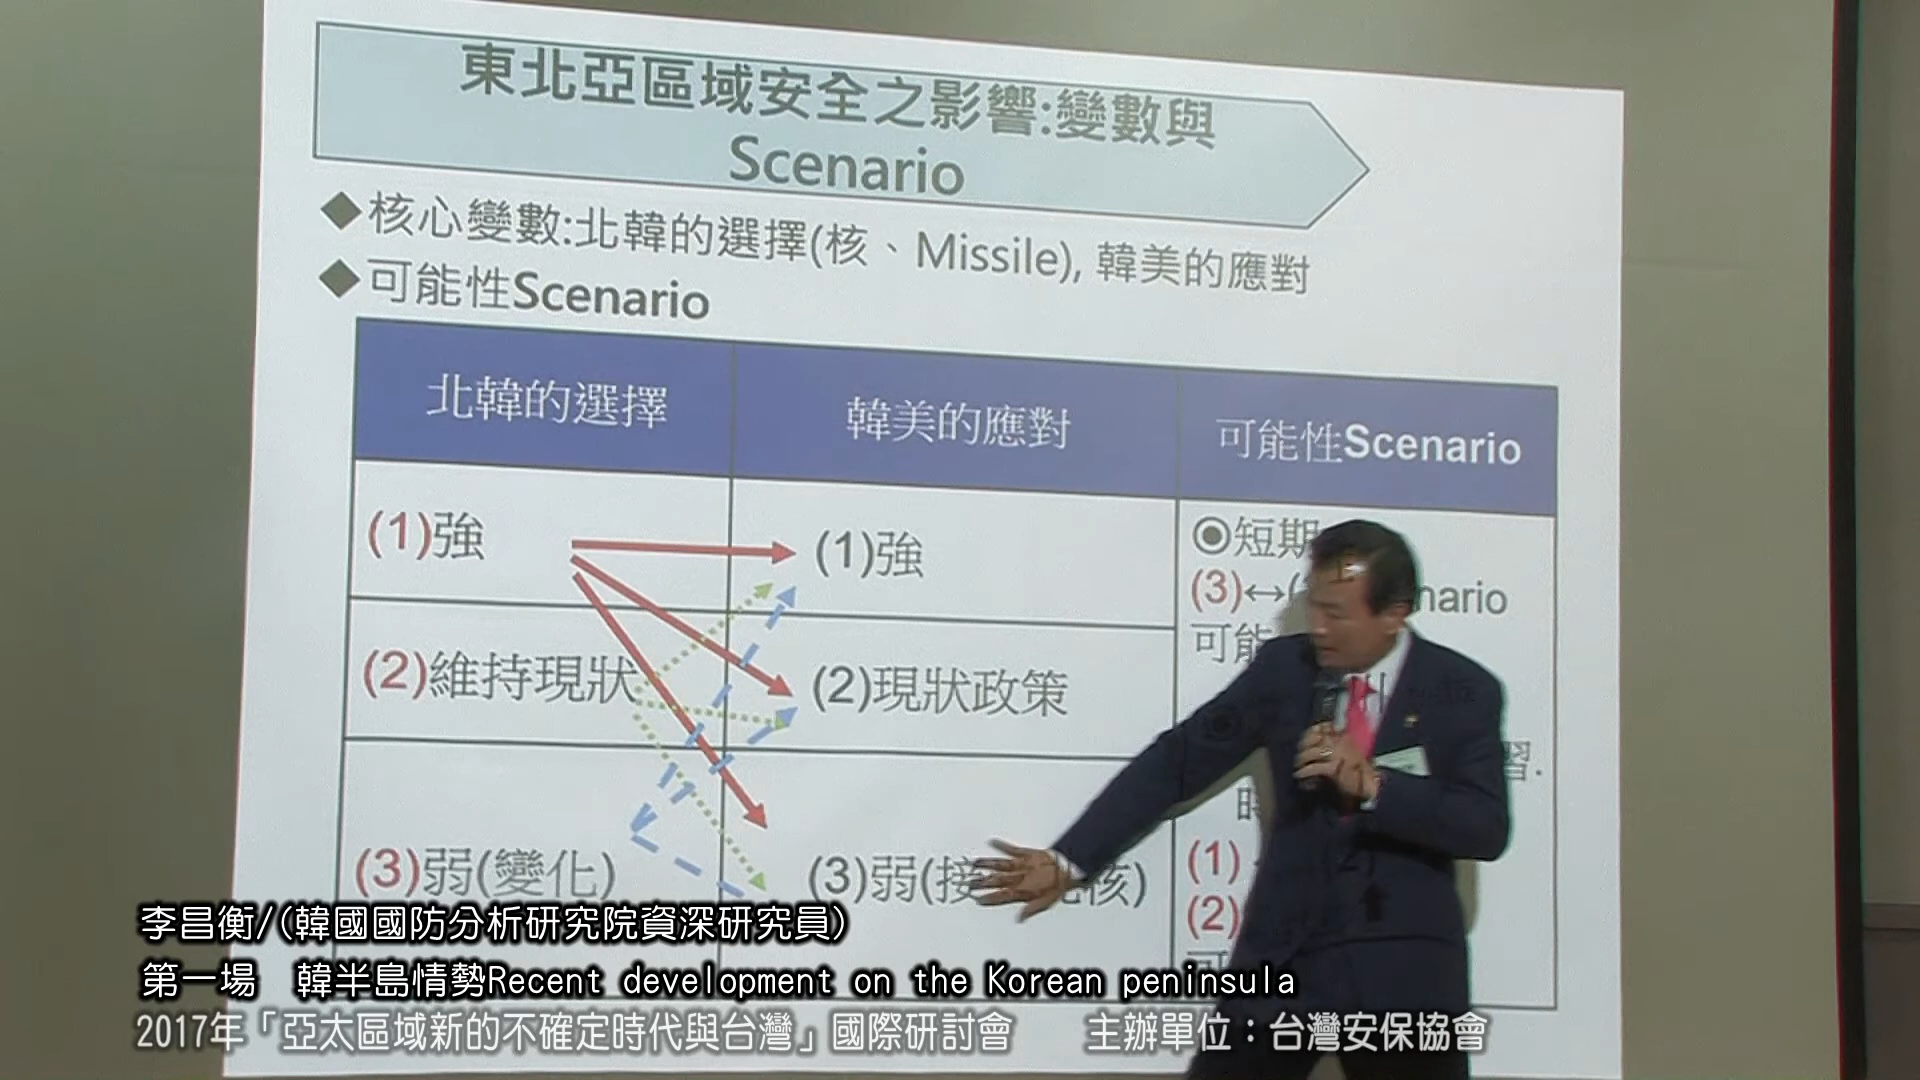 東北亞區域安全之影響:變數與
Scenario
◆核心變數:北韓的選擇(核、Missile), 韓美的應對
◆可能性Scenario
北韓的選擇
韓美的應對
可能性Scenario
(1)強
(1)強
(2)維持現狀
(2)現狀政策
(3)弱(變化)
(3)弱(接 核)
◉短期
(3)↔( nario
可能
習.
(1) 2)
(2)
李昌衡/(韓國國防分析研究院資深研究員)
第一場 韓半島情勢Recent development on the Korean peninsula
2017年「亞太區域新的不確定時代與台灣」國際研討會 主辦單位：台灣安保協會